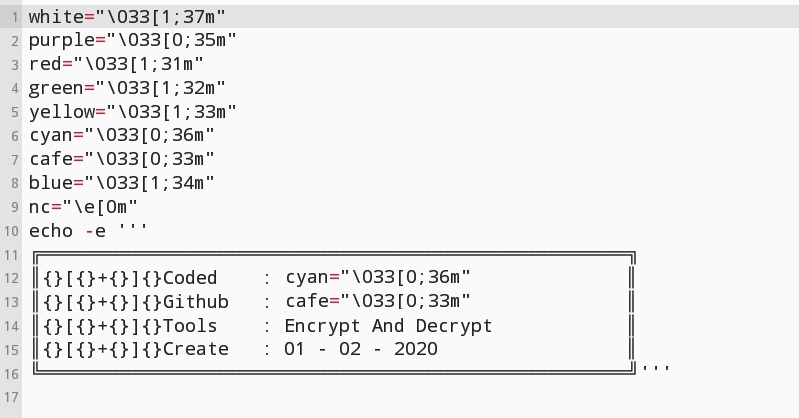 1 white="\033[1;37m"
2 purple="\033[0;35m"
3 red="\033[1;31m"
4 green="\033[1;32m"
5 yellow="\033[1;33m"
6 cyan="\033[0;36m"
7 cafe="\033[0;33m"
8 blue="\033[1;34m"
9 nc="\e[0m"
10 echo -e '''
11 ╔══════════════════════════════════════════════════════╗
12 ║{}[{}+{}]{}Coded    : cyan="\033[0;36m" ║
13 ║{}[{}+{}]{}Github   : cafe="\033[0;33m" ║
14 ║{}[{}+{}]{}Tools    : Encrypt And Decrypt ║
15 ║{}[{}+{}]{}Create   : 01 - 02 - 2020 ║
16 ╚══════════════════════════════════════════════════════╝'''
17